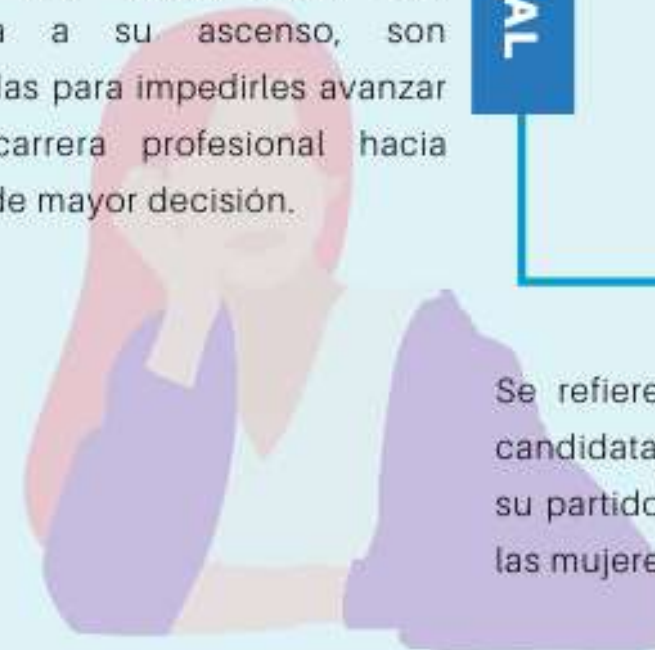 a su ascenso, son
para impedirles avanzar
carrera profesional hacia
de mayor decisión.
AL
Se refiere
candidata
su partido
las mujere